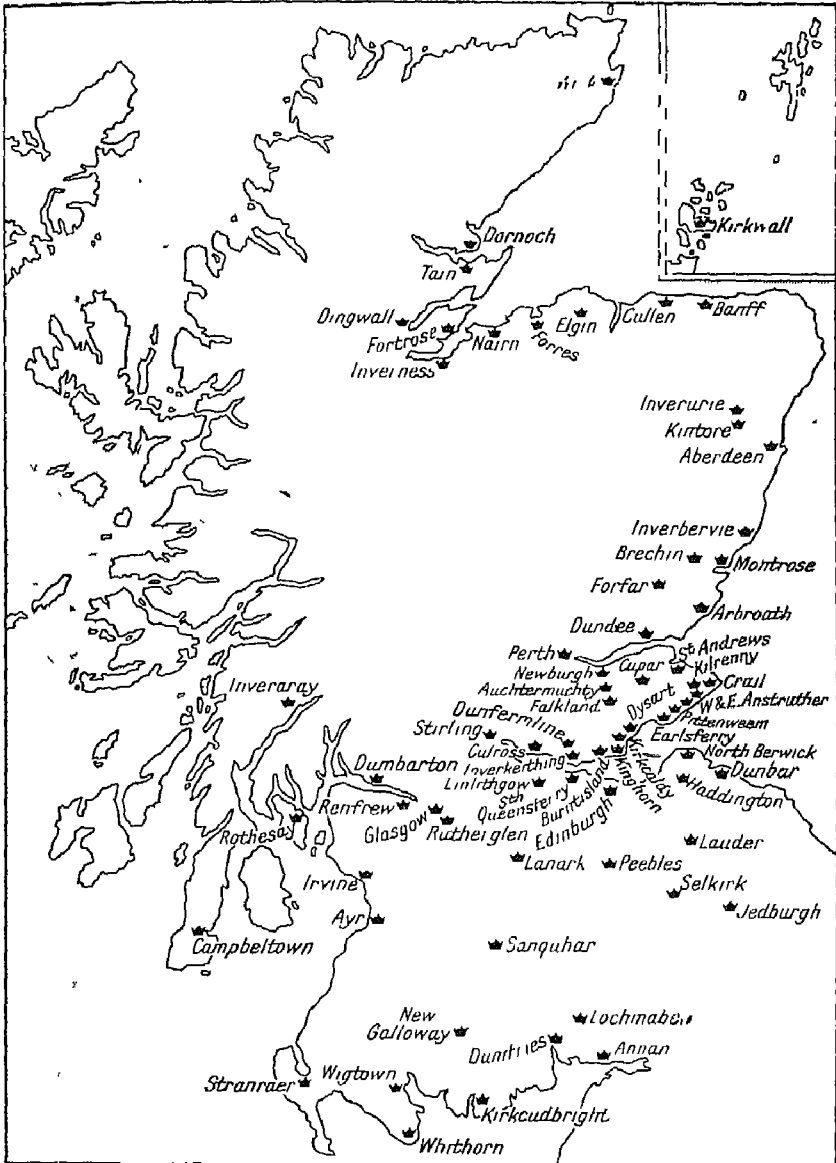 Kirkwall
Dornoch
Tain
Dingwall
Fortrose
Nairn
Forres
Elgin
Cullen
Banff
Inverness
Inverurie
Kintore
Aberdeen
Inverbervie
Brechin
Montrose
Forfar
Arbroath
Dundee
Perth
St Andrews
Newburgh
Cupar
Kilrenny
Auchtermuchty
Crail
Falkland
Dysart
W & E. Anstruther
Pittenweem
Earlsferry
Inveraray
Stirling
Dunfermline
Culross
Inverkerthing
Kirkcaldy
Kinghorn
North Berwick
Dunbar
Dumbarton
Linlithgow
Sth
Queensferry
Burntisland
Haddington
Renfrew
Glasgow
Rutherglen
Edinburgh
Rothesay
Lauder
Lanark
Peebles
Irvine
Selkirk
Jedburgh
Ayr
Campbeltown
Sanquhar
New
Galloway
Lochmaben
Dumfries
Annan
Stranraer
Wigtown
Kirkcudbright
Whithorn